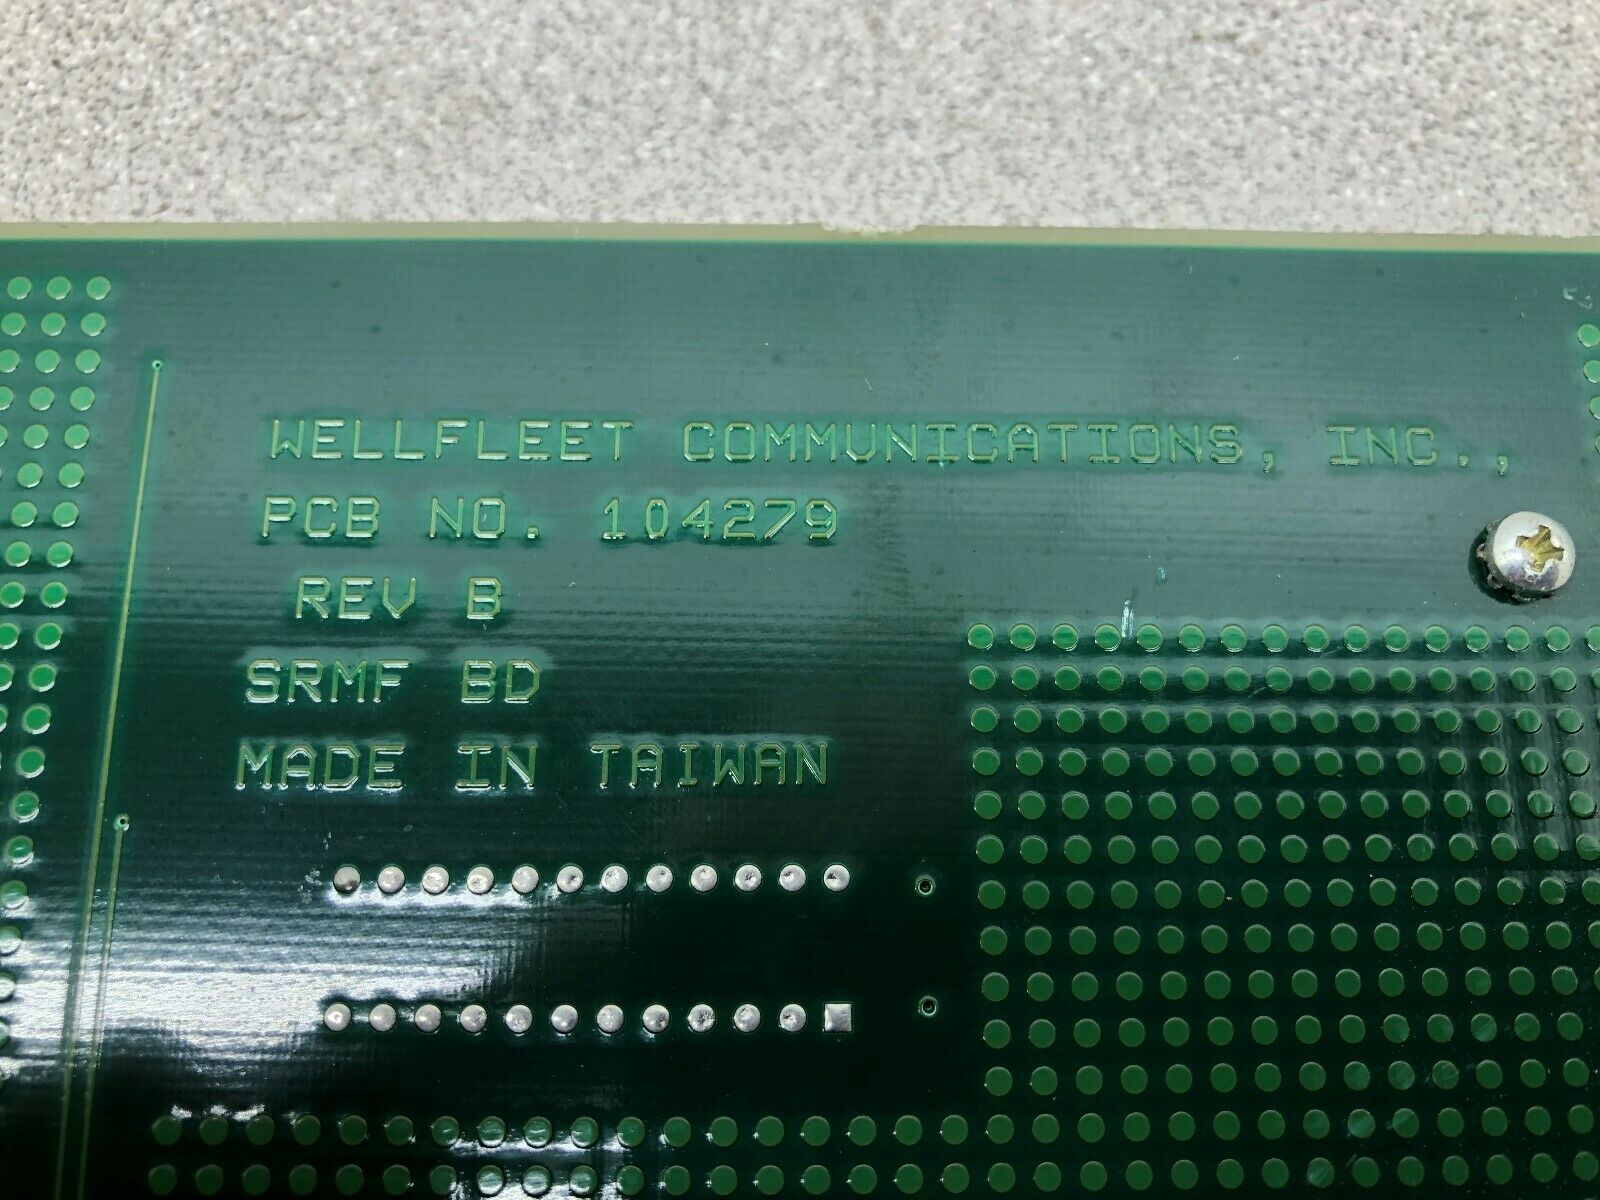 WELLFLEET COMMUNICATIONS, INC.,
PCB NO. 104279
REV B
SRMF BD
MADE IN TAIWAN